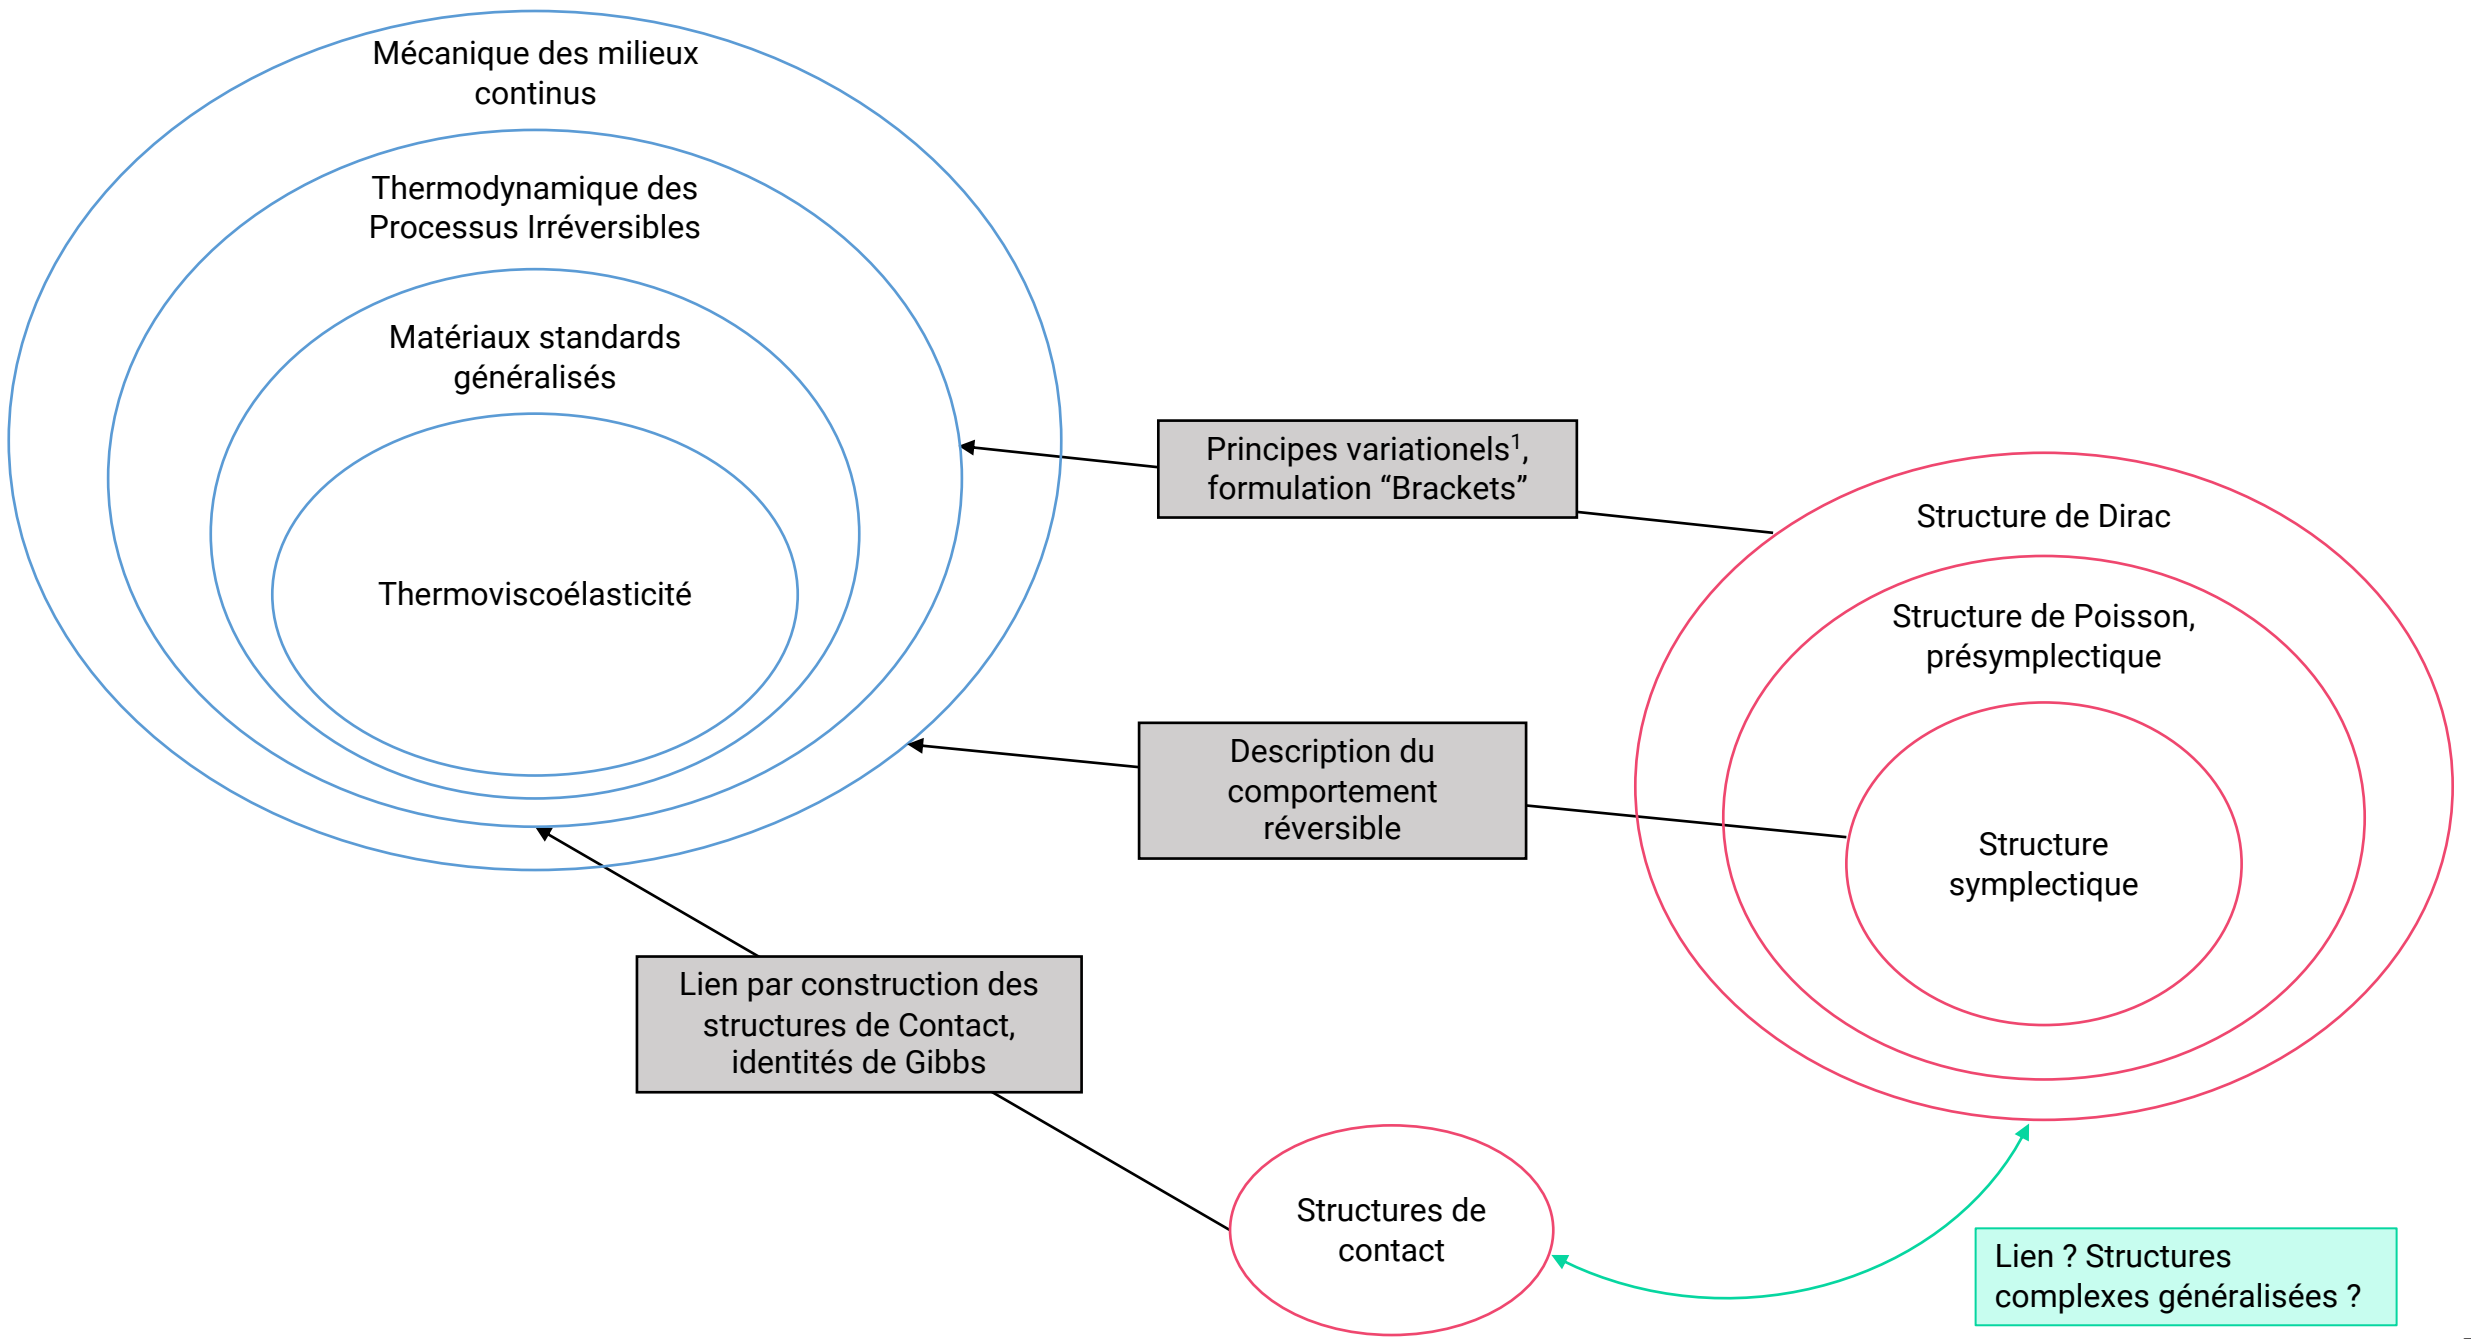 Mécanique des milieux
continus
Thermodynamique des
Processus Irréversibles
Matériaux standards
généralisés
Thermoviscoélasticité
Principes variationels¹,
formulation “Brackets”
Description du
comportement
réversible
Lien par construction des
structures de Contact,
identités de Gibbs
Structure de Dirac
Structure de Poisson,
présymplectique
Structure
symplectique
Structures de
contact
Lien ? Structures
complexes généralisées ?